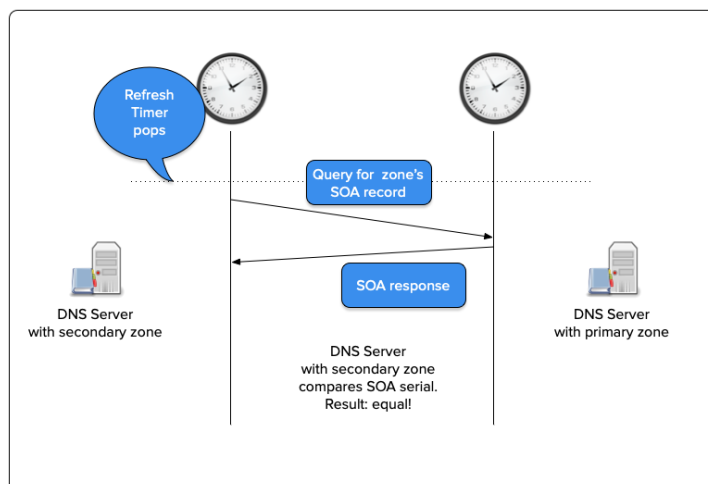 Refresh
Timer
pops
Query for zone's
SOA record
SOA response
DNS Server
with secondary zone
DNS Server
with primary zone
DNS Server
with secondary zone
compares SOA serial.
Result: equal!